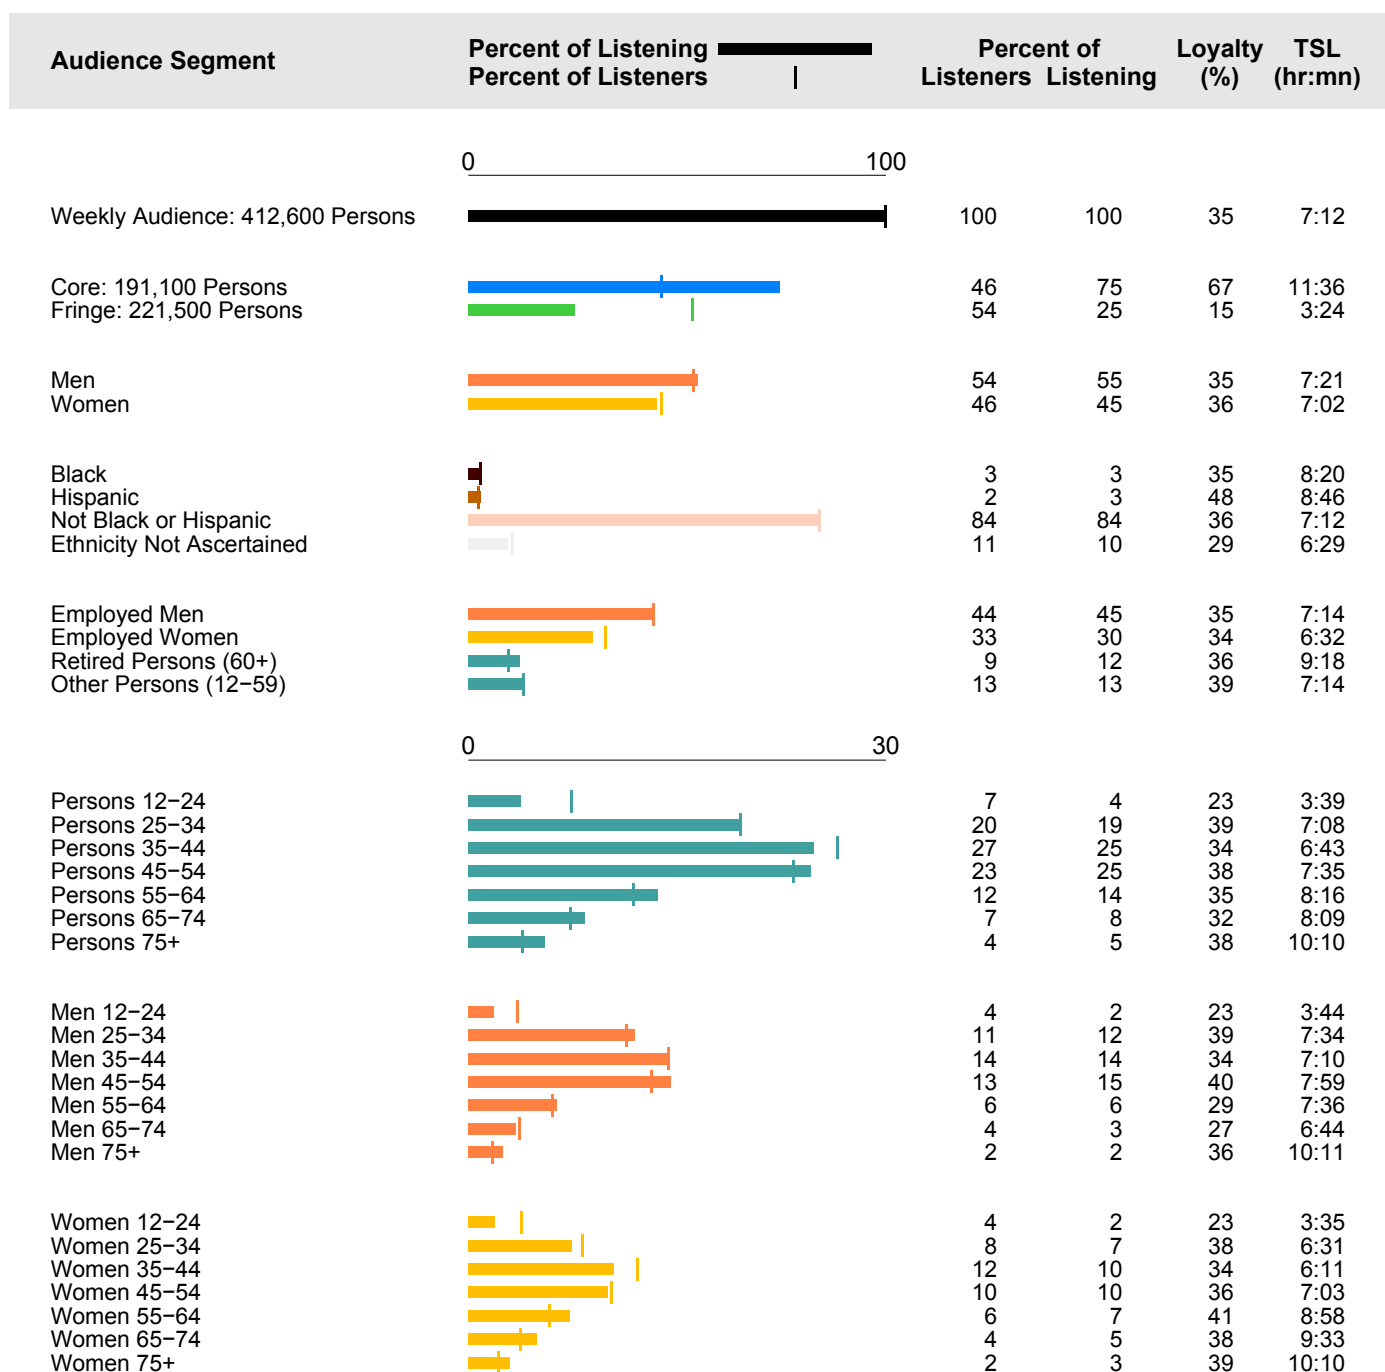 Audience Segment Percent of Listening Percent of Loyalty TSL
Percent of Listeners Listeners Listening (%) (hr:mn)
0 100
Weekly Audience: 412,600 Persons 100 100 35 7:12
Core: 191,100 Persons 46 75 67 11:36
Fringe: 221,500 Persons 54 25 15 3:24
Men 54 55 35 7:21
Women 46 45 36 7:02
Black 3 3 35 8:20
Hispanic 2 3 48 8:46
Not Black or Hispanic 84 84 36 7:12
Ethnicity Not Ascertained 11 10 29 6:29
Employed Men 44 45 35 7:14
Employed Women 33 30 34 6:32
Retired Persons (60+) 9 12 36 9:18
Other Persons (12−59) 13 13 39 7:14
0 30
Persons 12−24 7 4 23 3:39
Persons 25−34 20 19 39 7:08
Persons 35−44 27 25 34 6:43
Persons 45−54 23 25 38 7:35
Persons 55−64 12 14 35 8:16
Persons 65−74 7 8 32 8:09
Persons 75+ 4 5 38 10:10
Men 12−24 4 2 23 3:44
Men 25−34 11 12 39 7:34
Men 35−44 14 14 34 7:10
Men 45−54 13 15 40 7:59
Men 55−64 6 6 29 7:36
Men 65−74 4 3 27 6:44
Men 75+ 2 2 36 10:11
Women 12−24 4 2 23 3:35
Women 25−34 8 7 38 6:31
Women 35−44 12 10 34 6:11
Women 45−54 10 10 36 7:03
Women 55−64 6 7 41 8:58
Women 65−74 4 5 38 9:33
Women 75+ 2 3 39 10:10